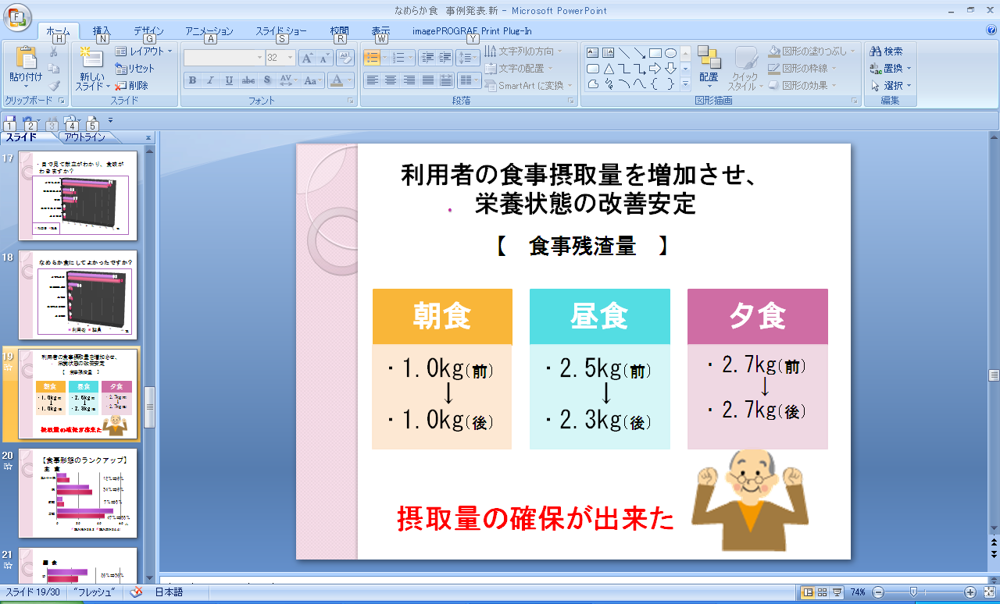 なめらか食　事例発表 新 - Microsoft PowerPoint
ホーム 挿入 デザイン アニメーション スライド ショー 校閲 表示 imagePROGRAF Print Plug-In
H N G A S R W Y
貼り付け
クリップボード
新しい
スライド
レイアウト
リセット
削除
スライド
32
B I U abc S AV Aa A
フォント
文字列の方向
文字の配置
SmartArt に変換
段落
配置
クイック
スタイル
図形の塗りつぶし
図形の枠線
図形の効果
図形描画
検索
置換
選択
編集
1 2 3 4 5
スライド アウトライン
17
・目で見て献立がわかり、食欲が
わきますか？
18
なめらか食にしてよかったですか？
19
利用者の食事摂取量を増加させ、
・　栄養状態の改善安定
【　食事残渣量　】
朝食 昼食 夕食
摂取量の確保が出来た
20
【食事形態のランクアップ】
主 食
21
利用者の食事摂取量を増加させ、
・　栄養状態の改善安定
【　食事残渣量　】
朝食
・1.0kg(前)
↓
・1.0kg(後)
昼食
・2.5kg(前)
↓
・2.3kg(後)
夕食
・2.7kg(前)
↓
・2.7kg(後)
摂取量の確保が出来た
スライド 19/30 "フレッシュ" 日本語 74%